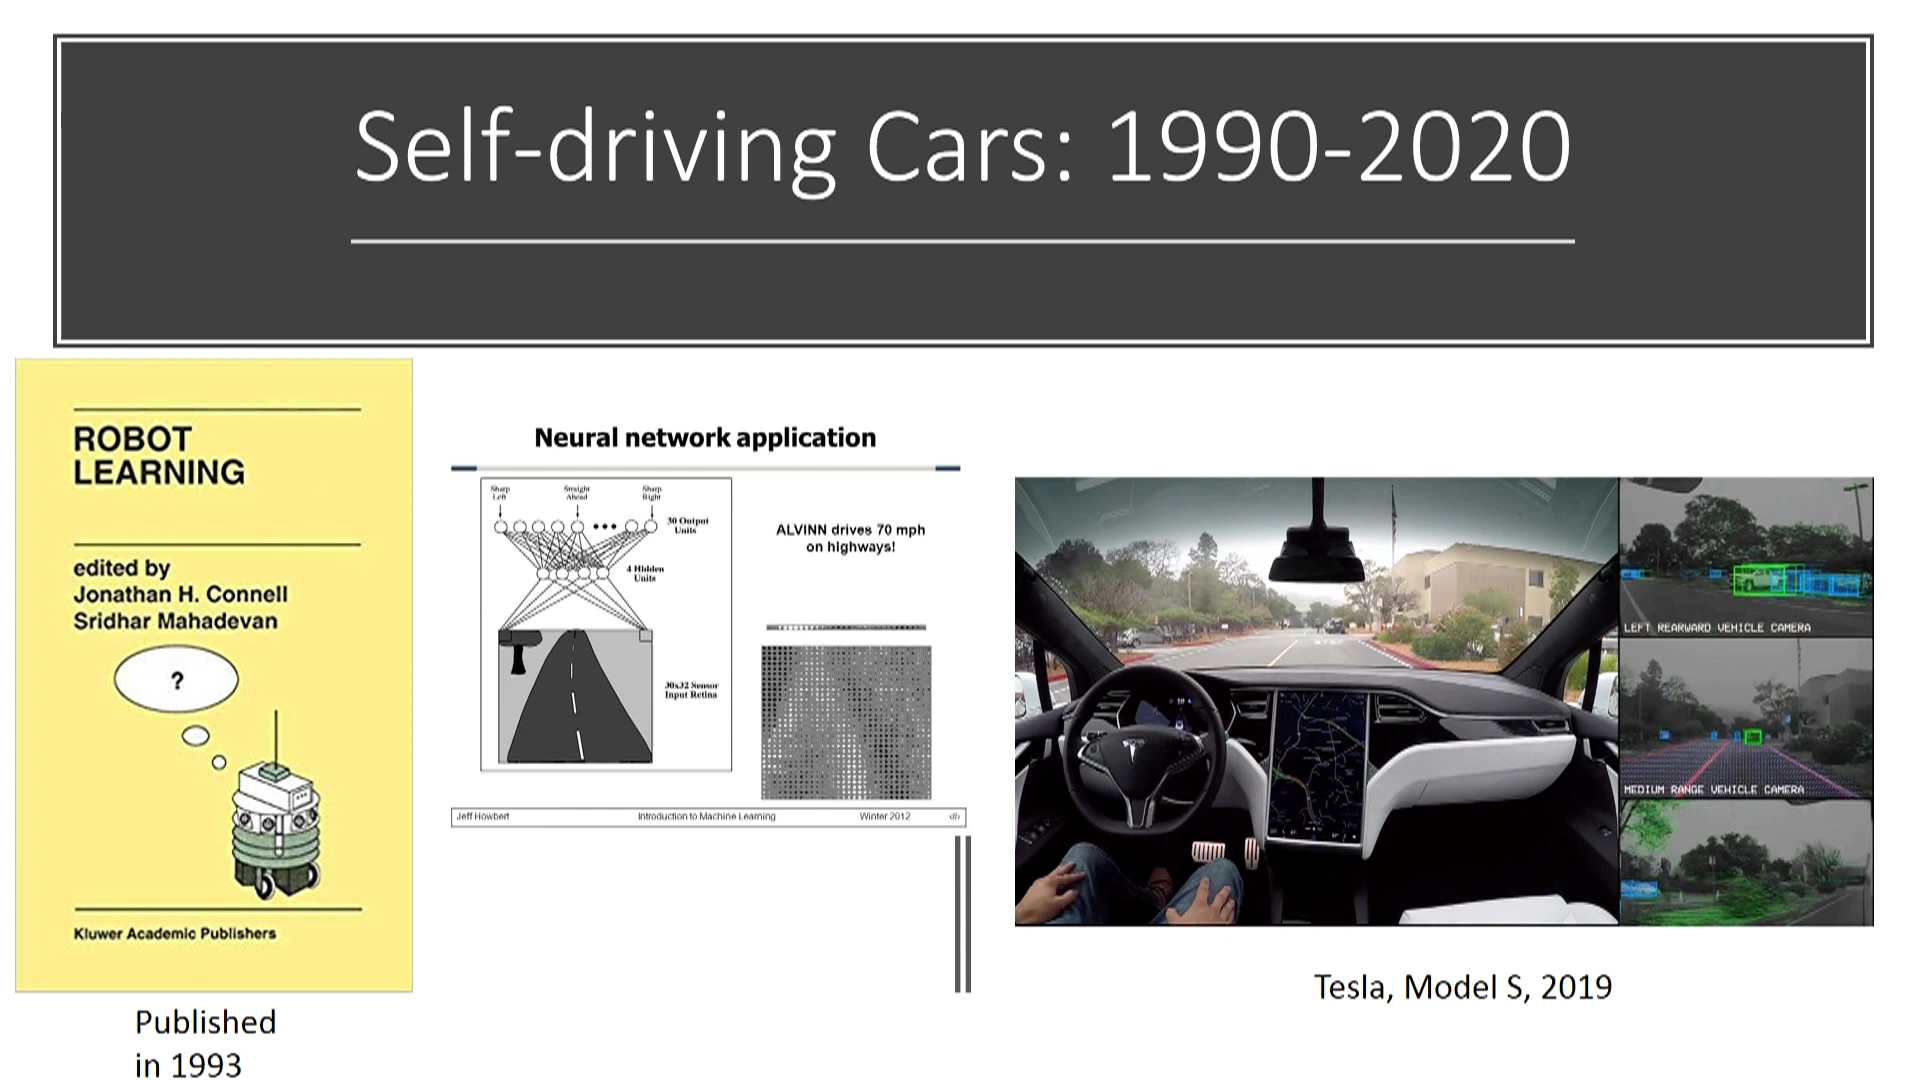 Self-driving Cars: 1990-2020
ROBOT
LEARNING
edited by
Jonathan H. Connell
Sridhar Mahadevan
?
Kluwer Academic Publishers
Published
in 1993
Neural network application
Sharp
Left
Straight
Ahead
Sharp
Right
30 Output
Units
4 Hidden
Units
30x32 Sensor
Input Retina
ALVINN drives 70 mph
on highways!
Jeff Howbert
Introduction to Machine Learning
Winter 2012
LEFT REARWARD VEHICLE CAMERA
MEDIUM RANGE VEHICLE CAMERA
Tesla, Model S, 2019